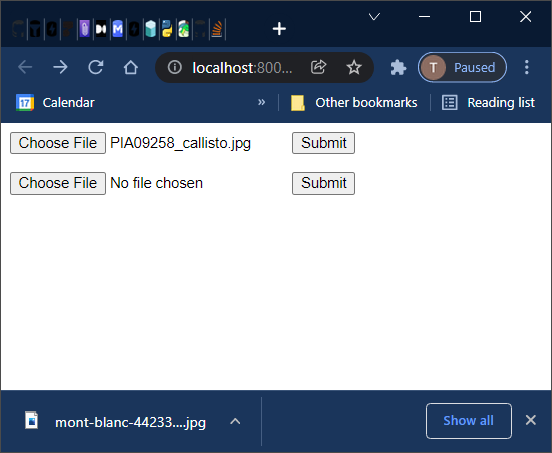 localhost:800...
T Paused
17 Calendar » Other bookmarks Reading list
Choose File PIA09258_callisto.jpg Submit
Choose File No file chosen Submit
mont-blanc-44233....jpg Show all